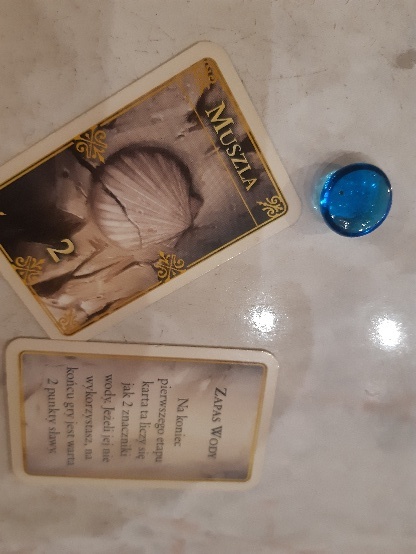 MUSZLA
2
ZAPAS WODY
Na koniec
pierwszego etapu
karta ta liczy się
jak 2 znaczniki
wody. Jeżeli jej nie
wykorzystasz, na
końcu gry jest warta
2 punkty sławy.